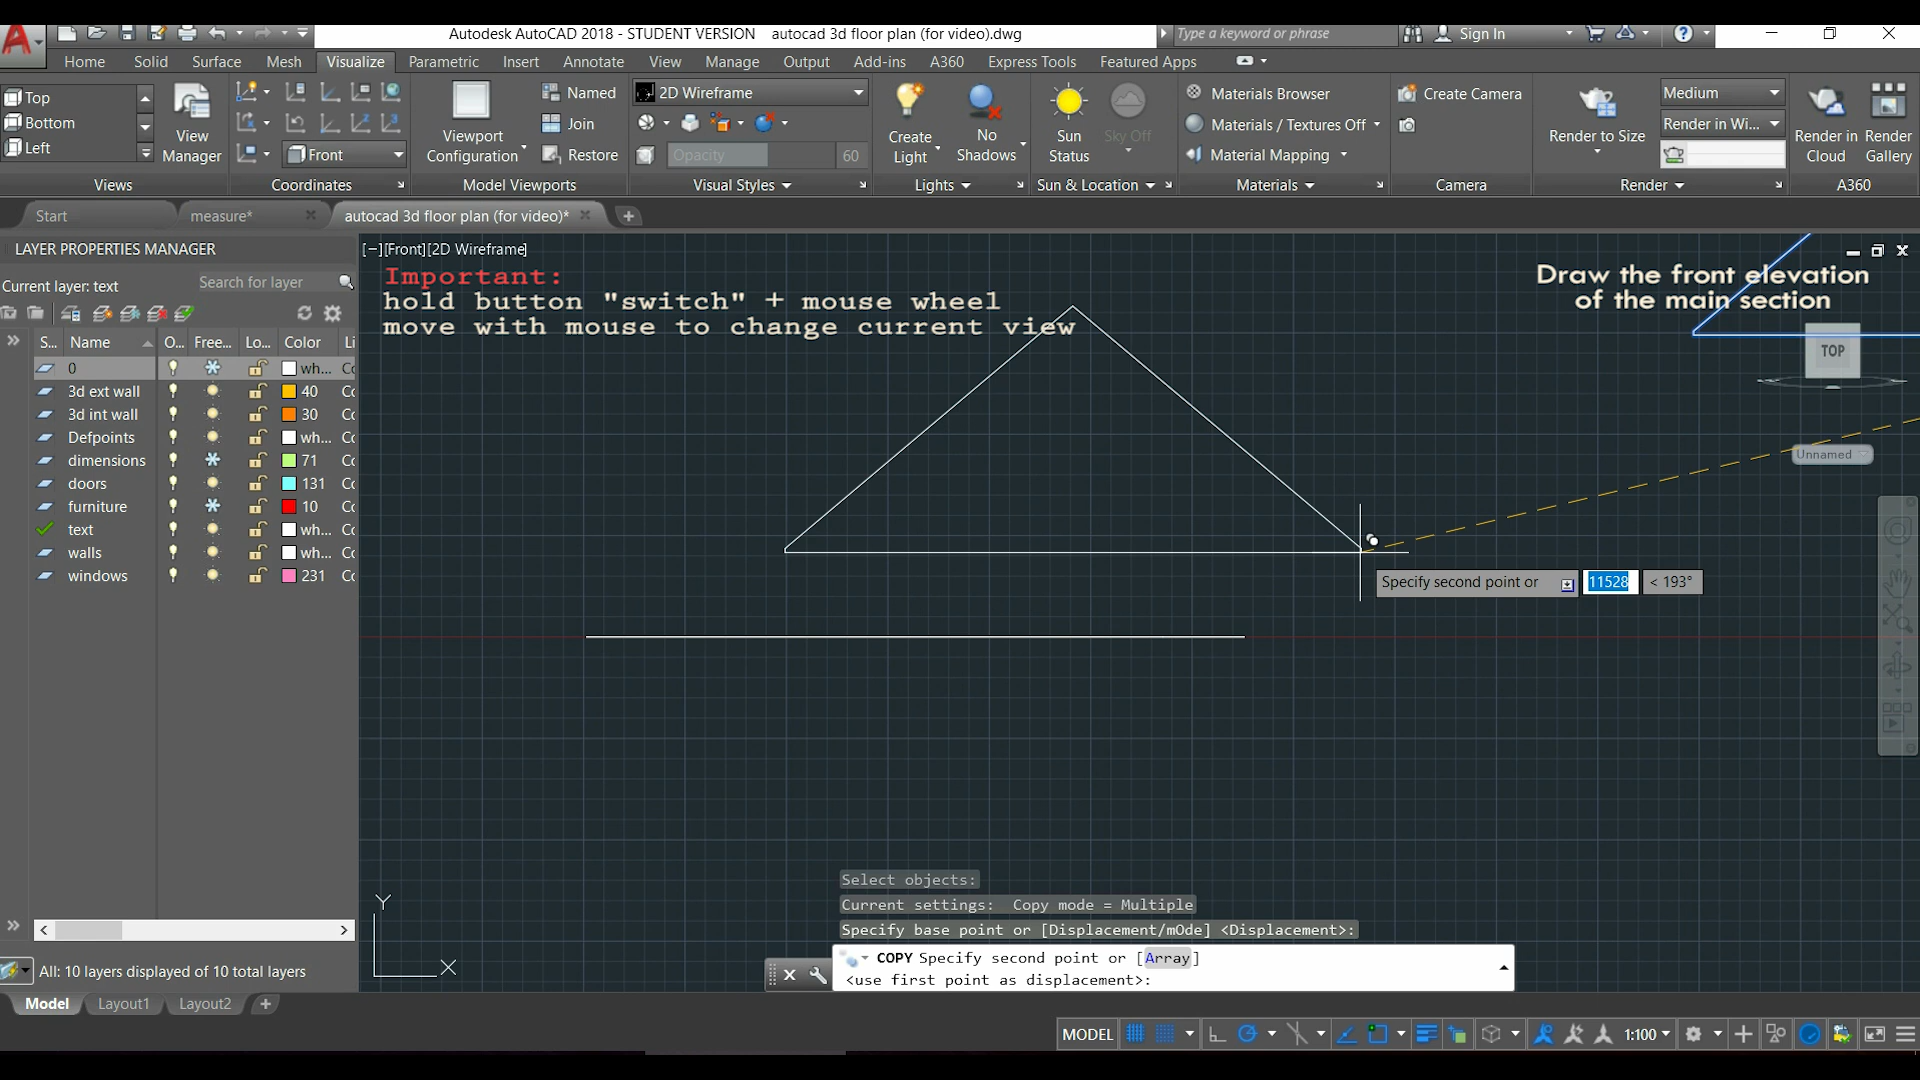 Autodesk AutoCAD 2018 - STUDENT VERSION autocad 3d floor plan (for video).dwg
Type a keyword or phrase
Sign In
Home Solid Surface Mesh Visualize Parametric Insert Annotate View Manage Output Add-ins A360 Express Tools Featured Apps
Top
Bottom
Left
View
Manager
Front
Viewport
Configuration
Named
Join
Restore
2D Wireframe
Opacity 60
Create
Light
No
Shadows
Sun
Status
Sky Off
Materials Browser
Materials / Textures Off
Material Mapping
Create Camera
Render to Size
Medium
Render in Wi...
Render in
Cloud
Render
Gallery
Views Coordinates Model Viewports Visual Styles Lights Sun & Location Materials Camera Render A360
Start measure* autocad 3d floor plan (for video)*
LAYER PROPERTIES MANAGER
Search for layer
Current layer: text
S... Name O... Free... Lo... Color Li
0 wh... Cc
3d ext wall 40 Cc
3d int wall 30 Cc
Defpoints wh... Cc
dimensions 71 Cc
doors 131 Cc
furniture 10 Cc
text wh... Cc
walls wh... Cc
windows 231 Cc
All: 10 layers displayed of 10 total layers
[−][Front][2D Wireframe]
Important:
hold button "switch" + mouse wheel
move with mouse to change current view
Draw the front elevation
of the main section
TOP
Unnamed
Specify second point or 11528 < 193°
Y
X
Select objects:
Current settings: Copy mode = Multiple
Specify base point or [Displacement/mOde] <Displacement>:
COPY Specify second point or [Array]
<use first point as displacement>:
Model Layout1 Layout2
MODEL 1:100